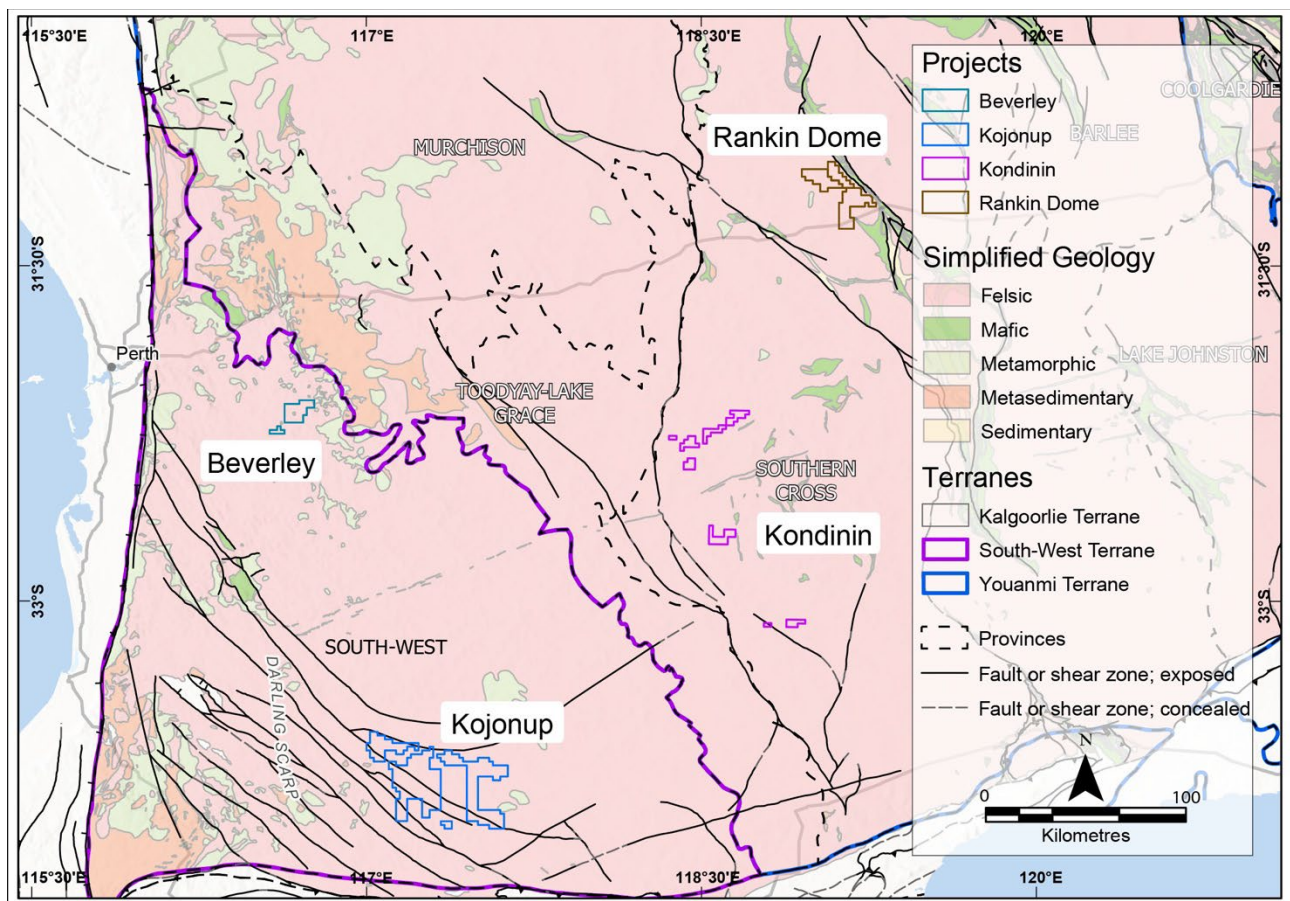 115°30'E
117°E
118°30'E
120°E
31°30'S
33°S
31°30'S
33°S
115°30'E
117°E
118°30'E
120°E
COOLGARDIE
BARLEE
LAKE JOHNSTON
MURCHISON
Rankin Dome
Perth
TOODYAY-LAKE
GRACE
Beverley
SOUTHERN
CROSS
Kondinin
SOUTH-WEST
DARLING SCARP
Kojonup
Projects
Beverley
Kojonup
Kondinin
Rankin Dome
Simplified Geology
Felsic
Mafic
Metamorphic
Metasedimentary
Sedimentary
Terranes
Kalgoorlie Terrane
South-West Terrane
Youanmi Terrane
Provinces
Fault or shear zone; exposed
Fault or shear zone; concealed
N
0
100
Kilometres